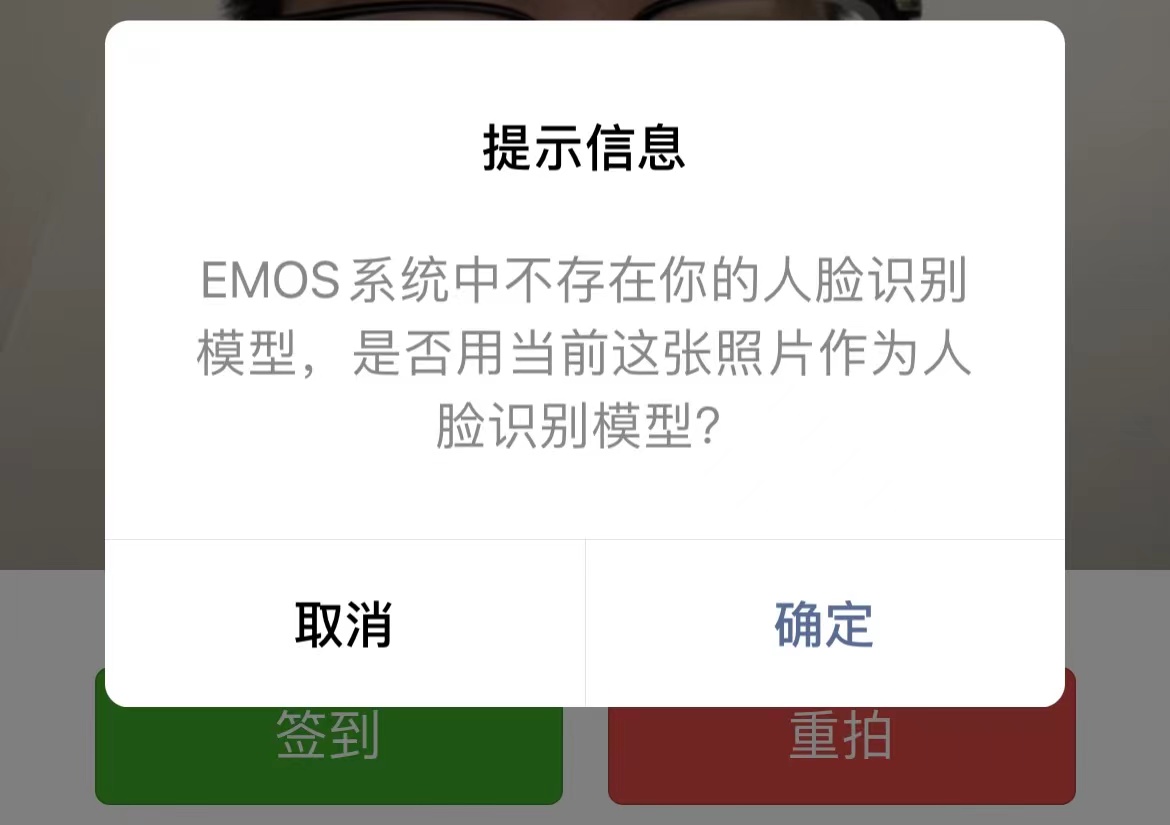 提示信息
EMOS系统中不存在你的人脸识别
模型，是否用当前这张照片作为人
脸识别模型？
取消
确定
签到
重拍